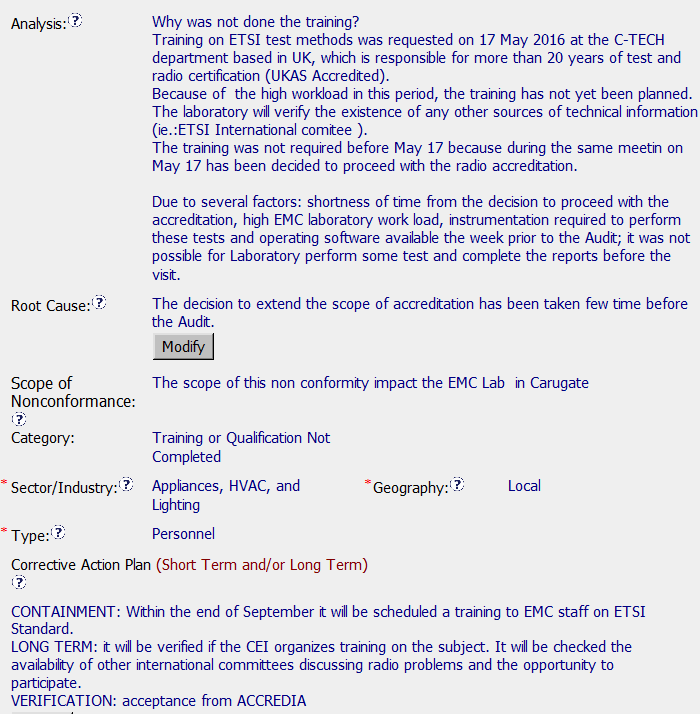 Analysis: ? Why was not done the training?
Training on ETSI test methods was requested on 17 May 2016 at the C-TECH
department based in UK, which is responsible for more than 20 years of test and
radio certification (UKAS Accredited).
Because of  the high workload in this period, the training has not yet been planned.
The laboratory will verify the existence of any other sources of technical information
(ie.:ETSI International comitee ).
The training was not required before May 17 because during the same meetin on
May 17 has been decided to proceed with the radio accreditation.
Due to several factors: shortness of time from the decision to proceed with the
accreditation, high EMC laboratory work load, instrumentation required to perform
these tests and operating software available the week prior to the Audit; it was not
possible for Laboratory perform some test and complete the reports before the
visit.
Root Cause: ? The decision to extend the scope of accreditation has been taken few time before
the Audit.
Modify
Scope of The scope of this non conformity impact the EMC Lab  in Carugate
Nonconformance:
?
Category: Training or Qualification Not
Completed
* Sector/Industry: ? Appliances, HVAC, and * Geography: ? Local
Lighting
* Type: ? Personnel
Corrective Action Plan (Short Term and/or Long Term)
?
CONTAINMENT: Within the end of September it will be scheduled a training to EMC staff on ETSI
Standard.
LONG TERM: it will be verified if the CEI organizes training on the subject. It will be checked the
availability of other international committees discussing radio problems and the opportunity to
participate.
VERIFICATION: acceptance from ACCREDIA